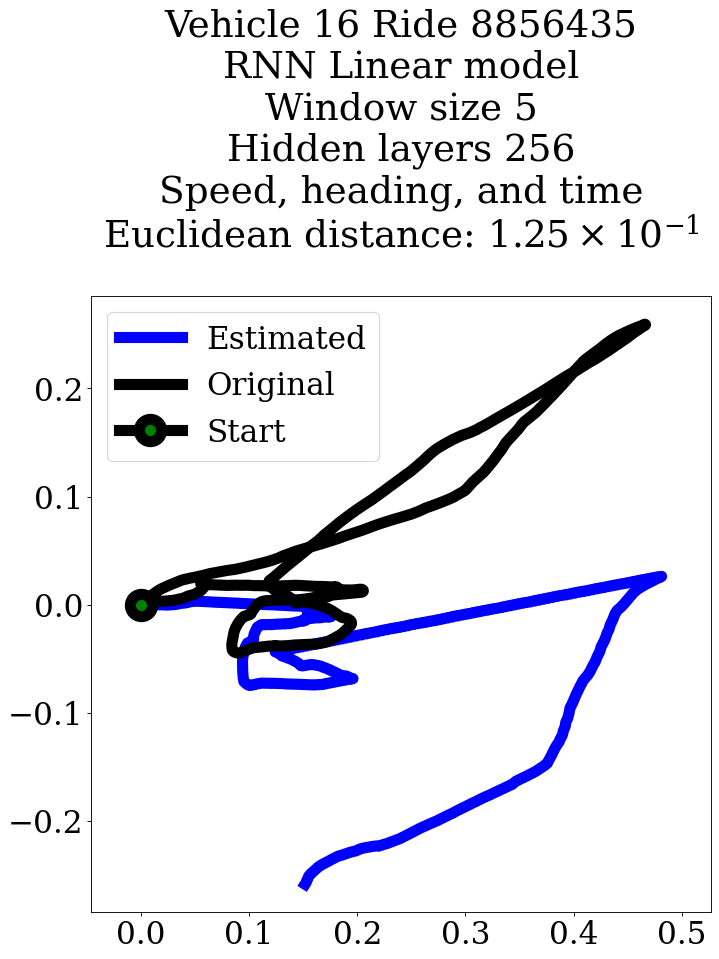 Vehicle 16 Ride 8856435
RNN Linear model
Window size 5
Hidden layers 256
Speed, heading, and time
Euclidean distance: 1.25 × 10⁻¹
Estimated
Original
Start
0.2
0.1
0.0
−0.1
−0.2
0.0 0.1 0.2 0.3 0.4 0.5